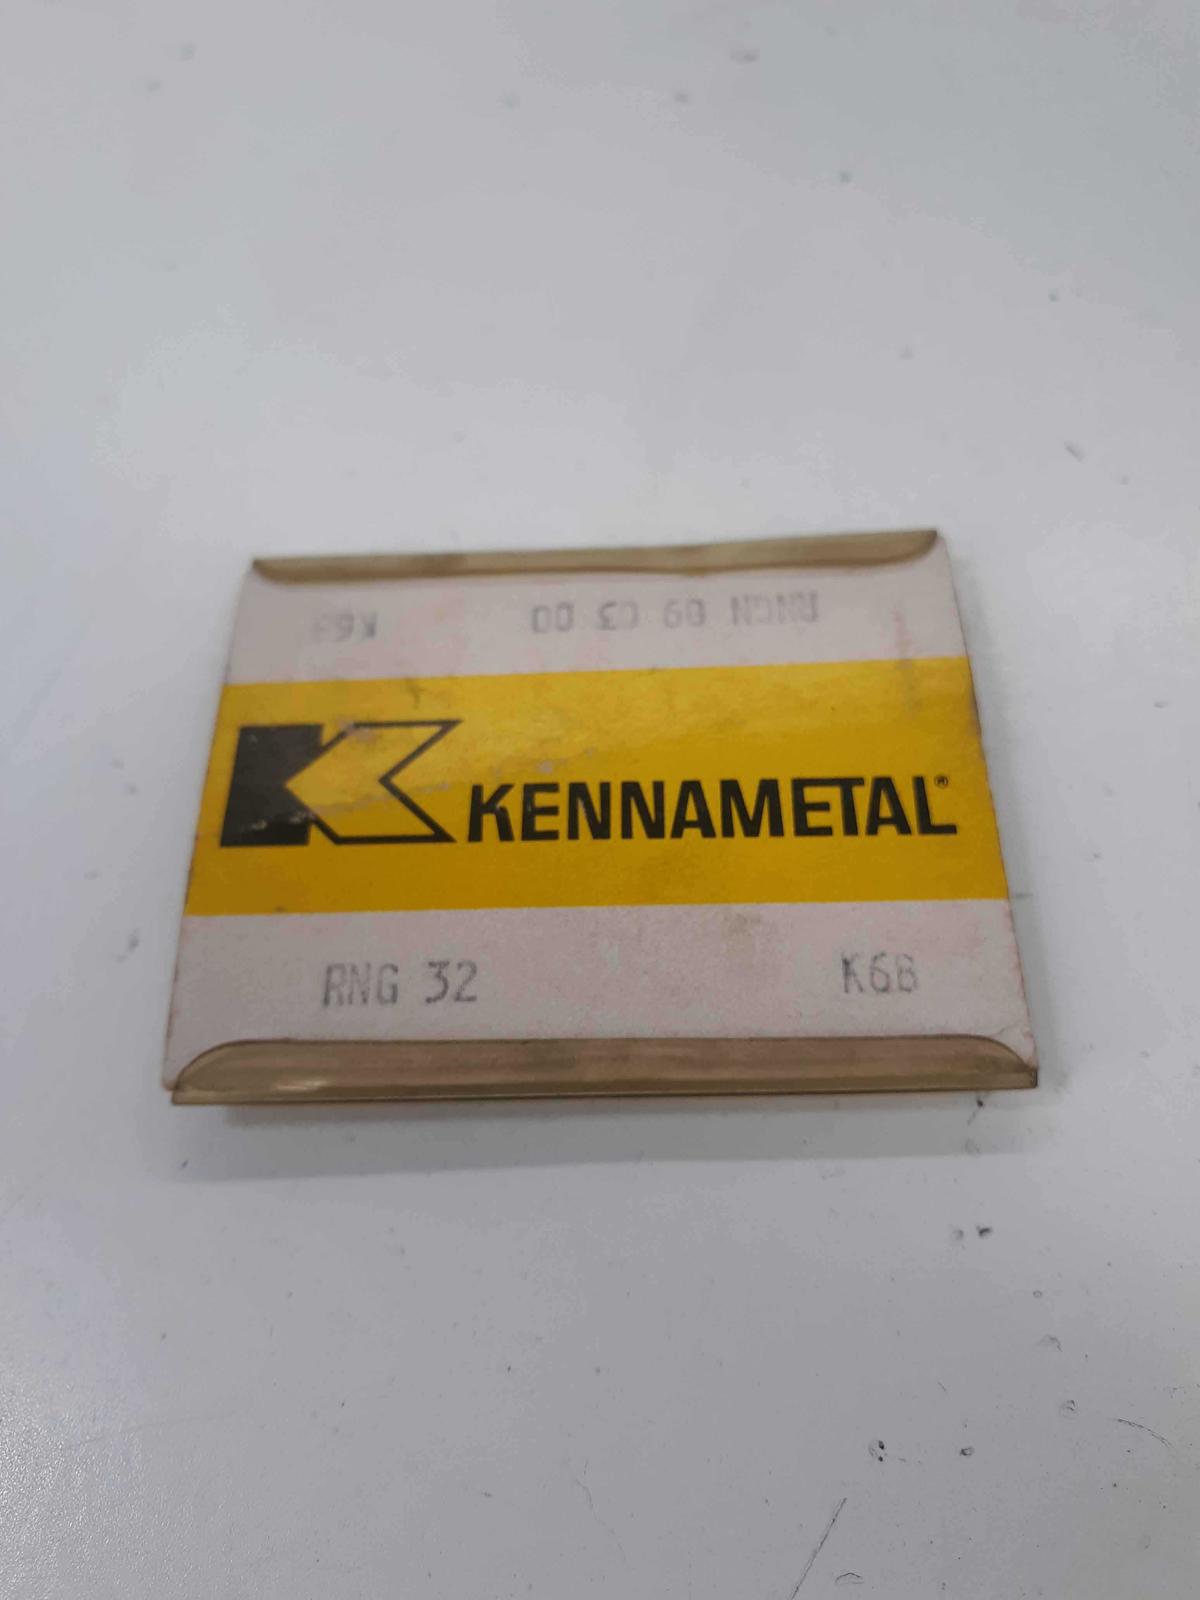 RNGN 09 03 00 K68
KENNAMETAL®
RNG 32 K68